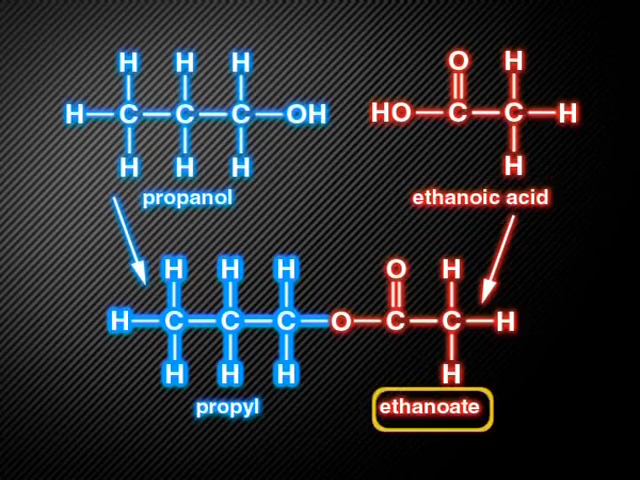 H H H O H
H C C C OH HO C C H
H H H H
propanol ethanoic acid
H H H O H
H C C C O C C H
H H H H
propyl ethanoate